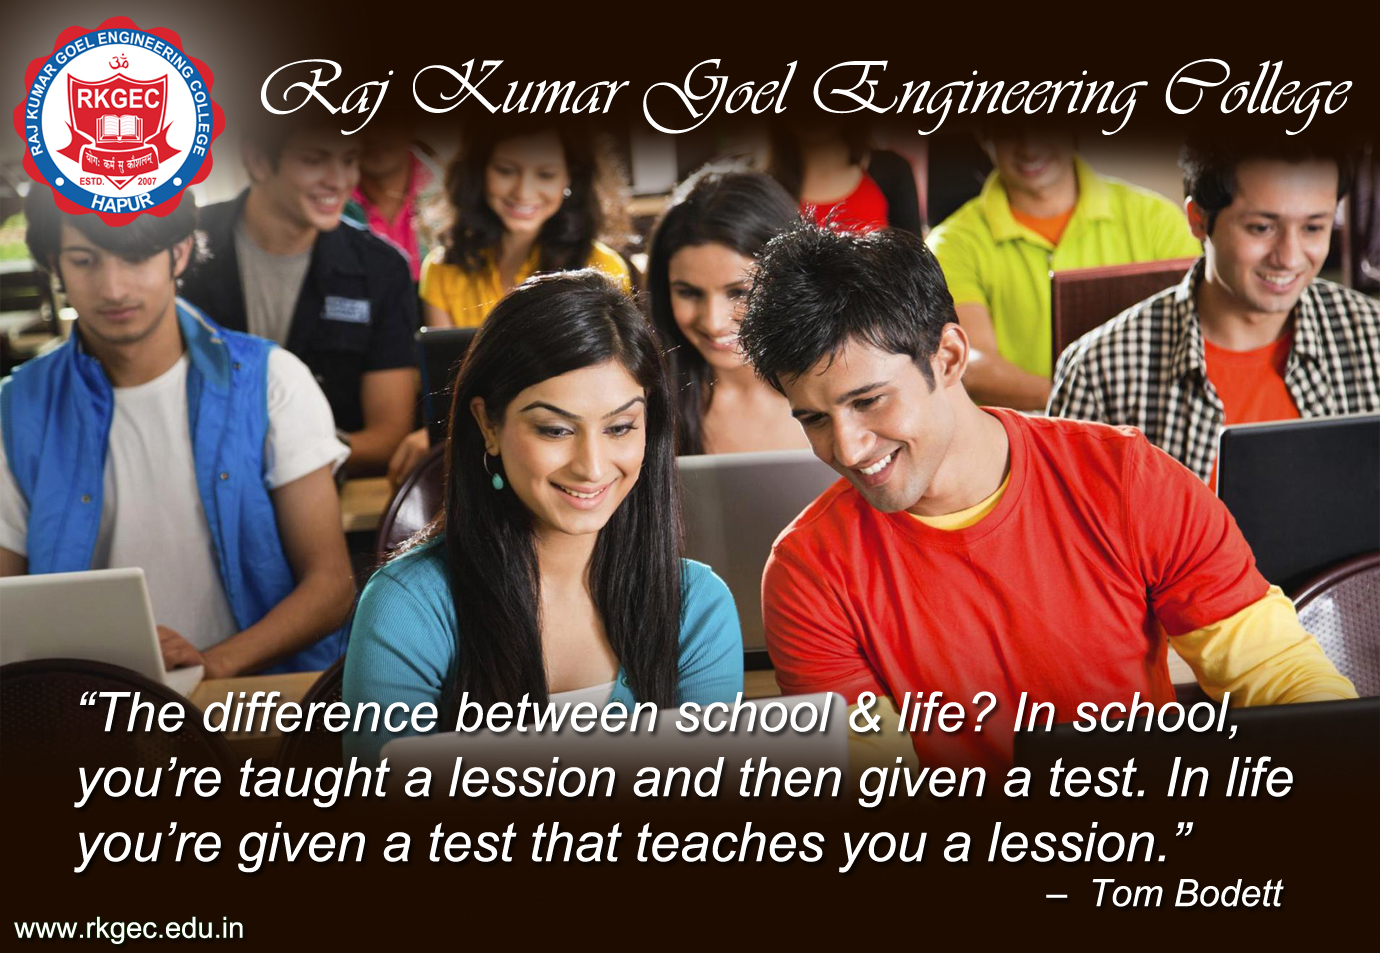 RAJ KUMAR GOEL ENGINEERING COLLEGE
ॐ
RKGEC
योगः कर्म सु कौशलम्
ESTD. 2007
HAPUR
Raj Kumar Goel Engineering College
“The difference between school & life? In school,
you’re taught a lession and then given a test. In life
you’re given a test that teaches you a lession.”
– Tom Bodett
www.rkgec.edu.in